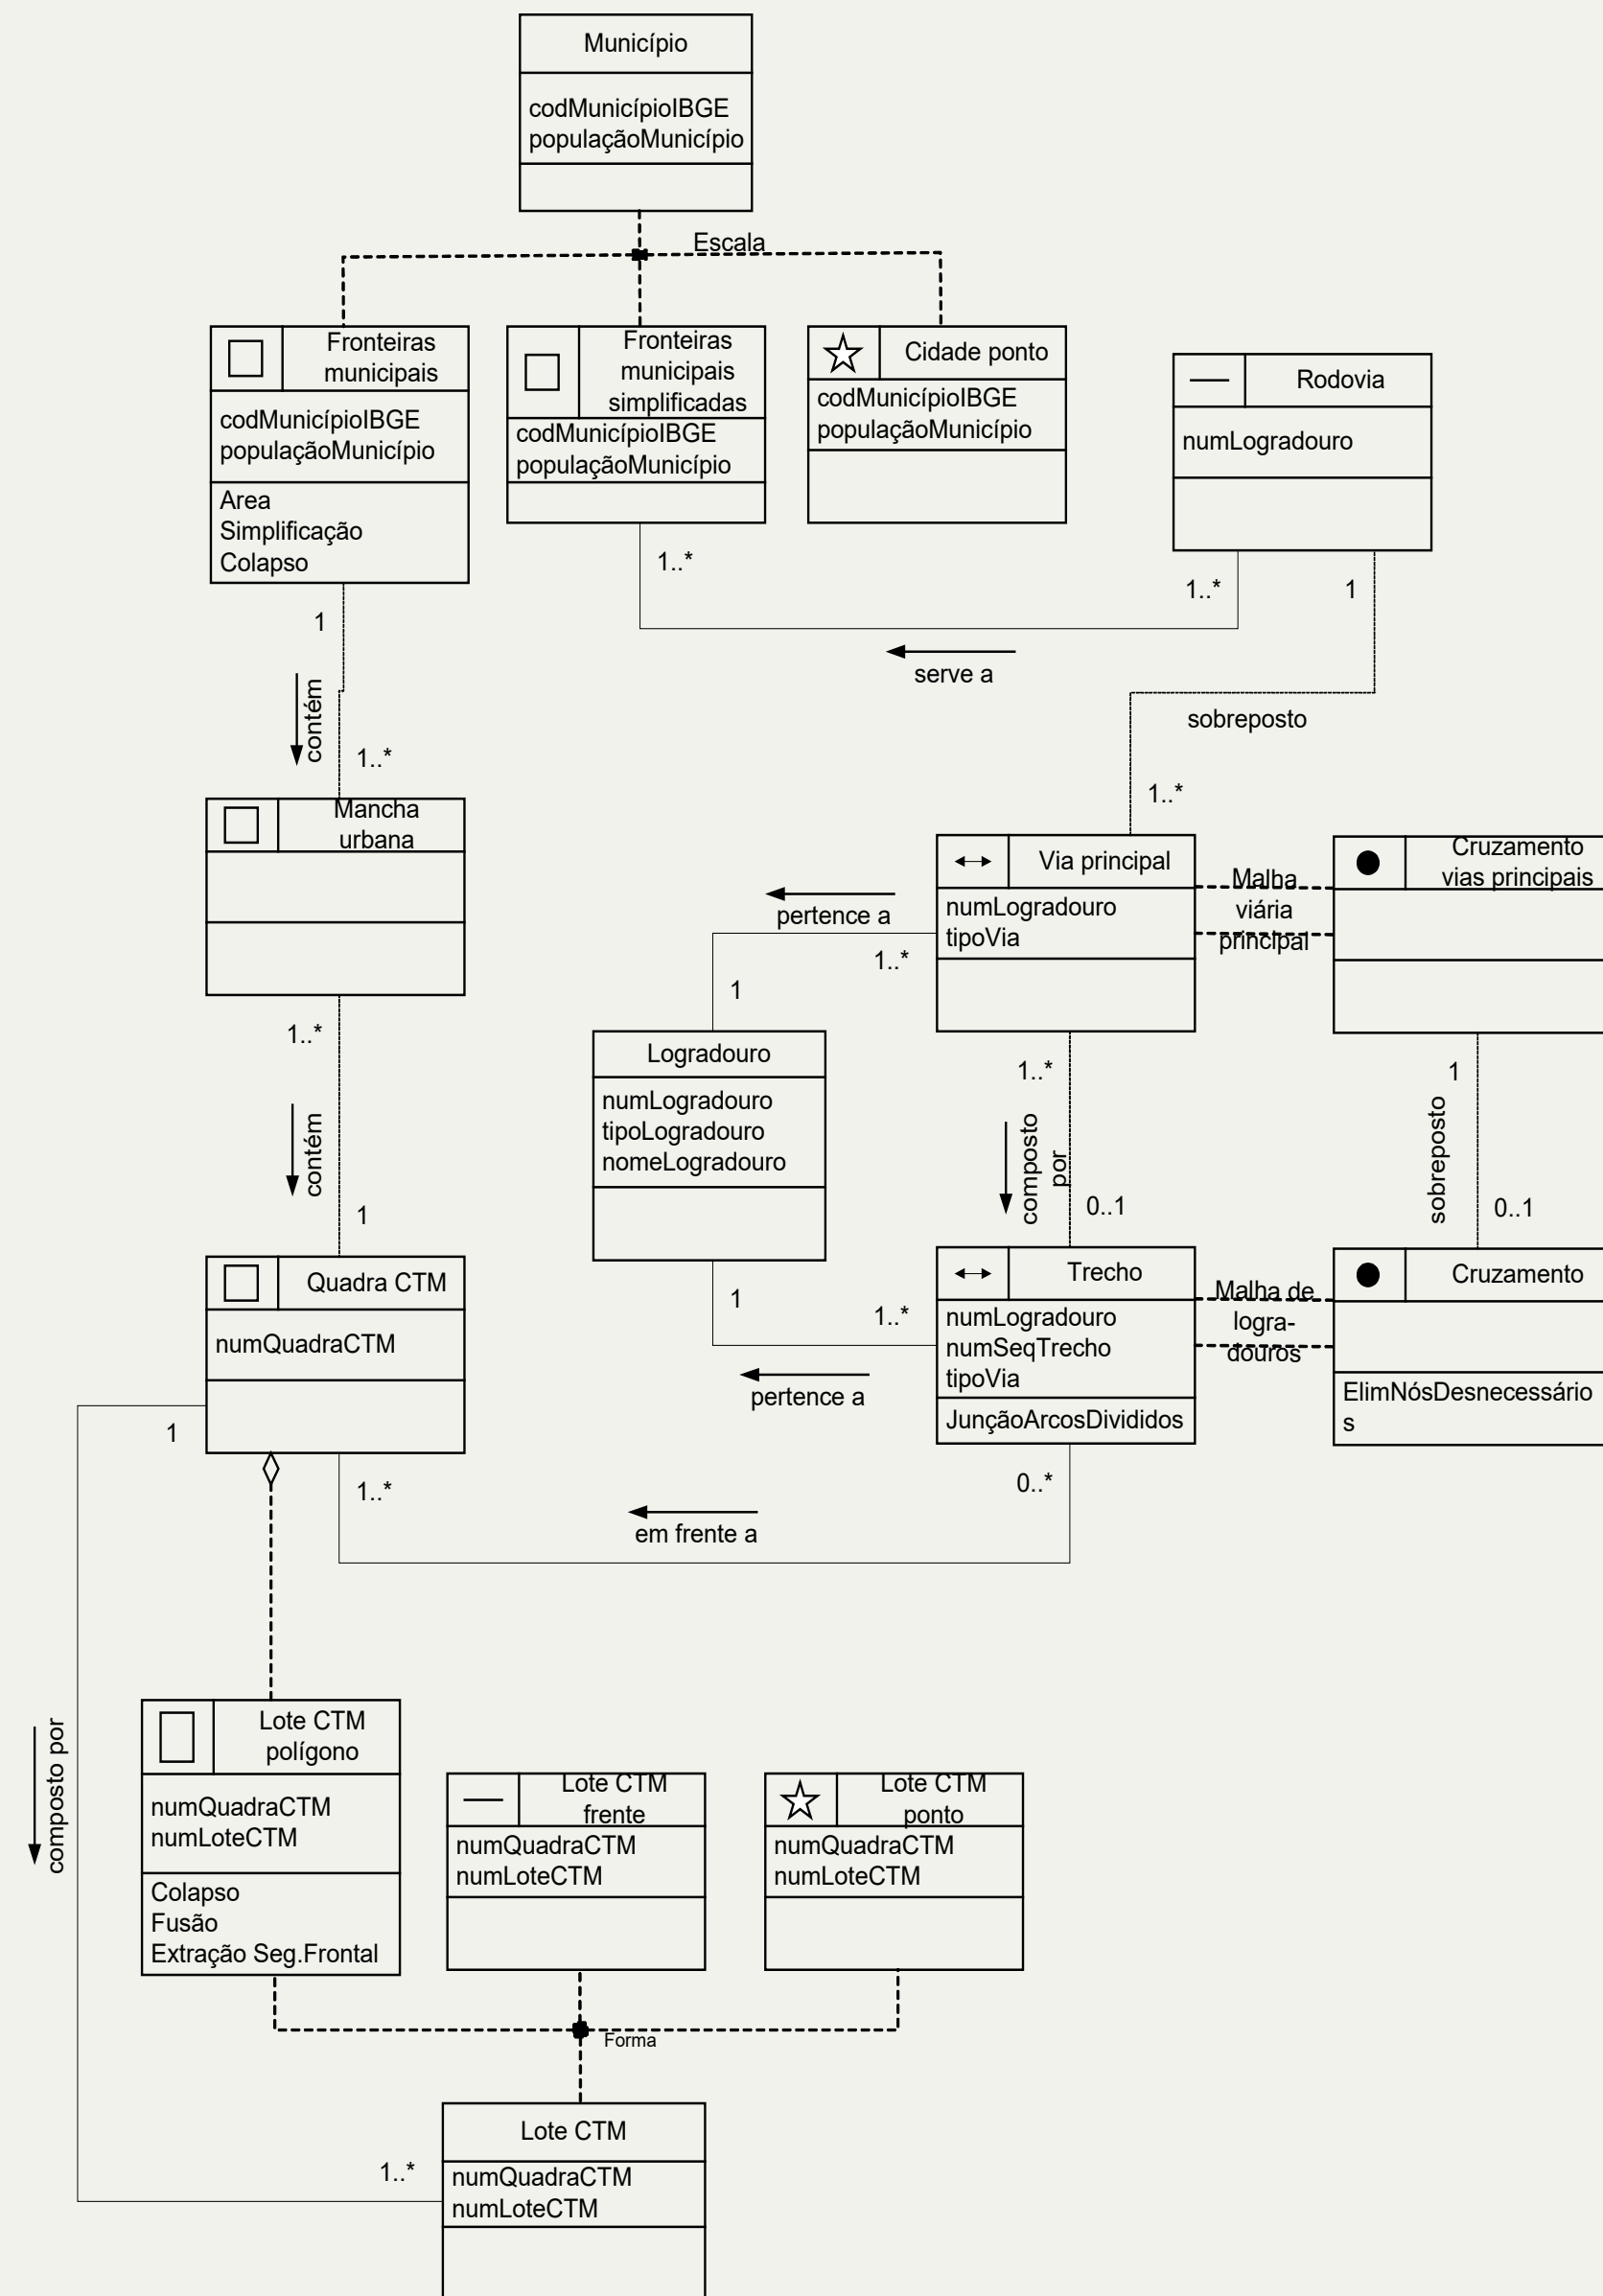 Município
codMunicípioIBGE
populaçãoMunicípio
Escala
Fronteiras
municipais
codMunicípioIBGE
populaçãoMunicípio
Area
Simplificação
Colapso
Fronteiras
municipais
simplificadas
codMunicípioIBGE
populaçãoMunicípio
Cidade ponto
codMunicípioIBGE
populaçãoMunicípio
Rodovia
numLogradouro
1..*
1..*
1
serve a
1
contém
1..*
sobreposto
1..*
Mancha
urbana
Via principal
numLogradouro
tipoVia
Malha
viária
principal
Cruzamento
vias principais
pertence a
1..*
1
1..*
contém
1
Logradouro
numLogradouro
tipoLogradouro
nomeLogradouro
1..*
composto
por
0..1
1
sobreposto
0..1
Quadra CTM
numQuadraCTM
1
1..*
pertence a
Trecho
numLogradouro
numSeqTrecho
tipoVia
JunçãoArcosDivididos
Malha de
logra-
douros
Cruzamento
ElimNósDesnecessário
s
1
1..*
0..*
em frente a
composto por
Lote CTM
polígono
numQuadraCTM
numLoteCTM
Colapso
Fusão
Extração Seg.Frontal
Lote CTM
frente
numQuadraCTM
numLoteCTM
Lote CTM
ponto
numQuadraCTM
numLoteCTM
Forma
Lote CTM
1..*
numQuadraCTM
numLoteCTM